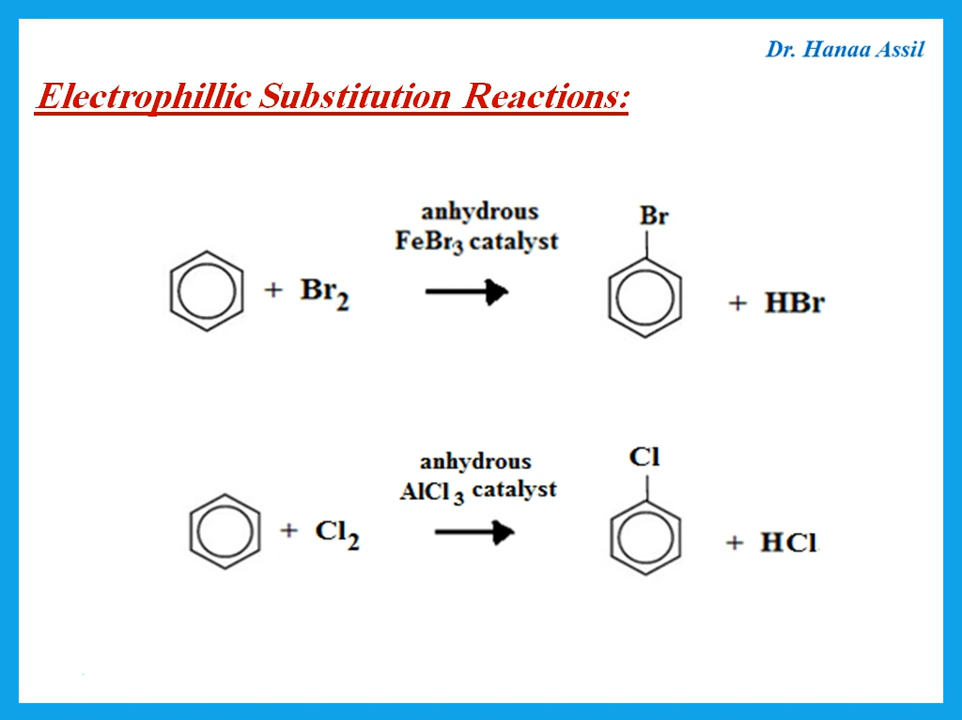 Dr. Hanaa Assil
Electrophillic Substitution Reactions:
anhydrous
FeBr3 catalyst
Br
+ Br2
+ HBr
anhydrous
AlCl3 catalyst
Cl
+ Cl2
+ HCl